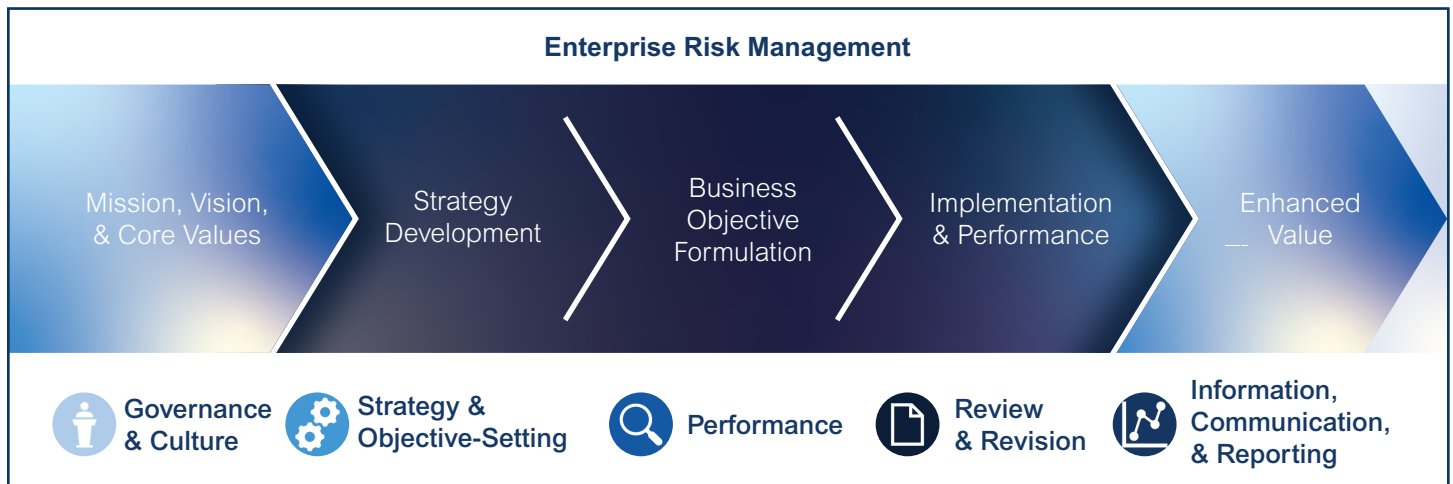 Enterprise Risk Management
Mission, Vision,
& Core Values
Strategy
Development
Business
Objective
Formulation
Implementation
& Performance
Enhanced
__ Value
Governance
& Culture
Strategy &
Objective-Setting
Performance
Review
& Revision
Information,
Communication,
& Reporting